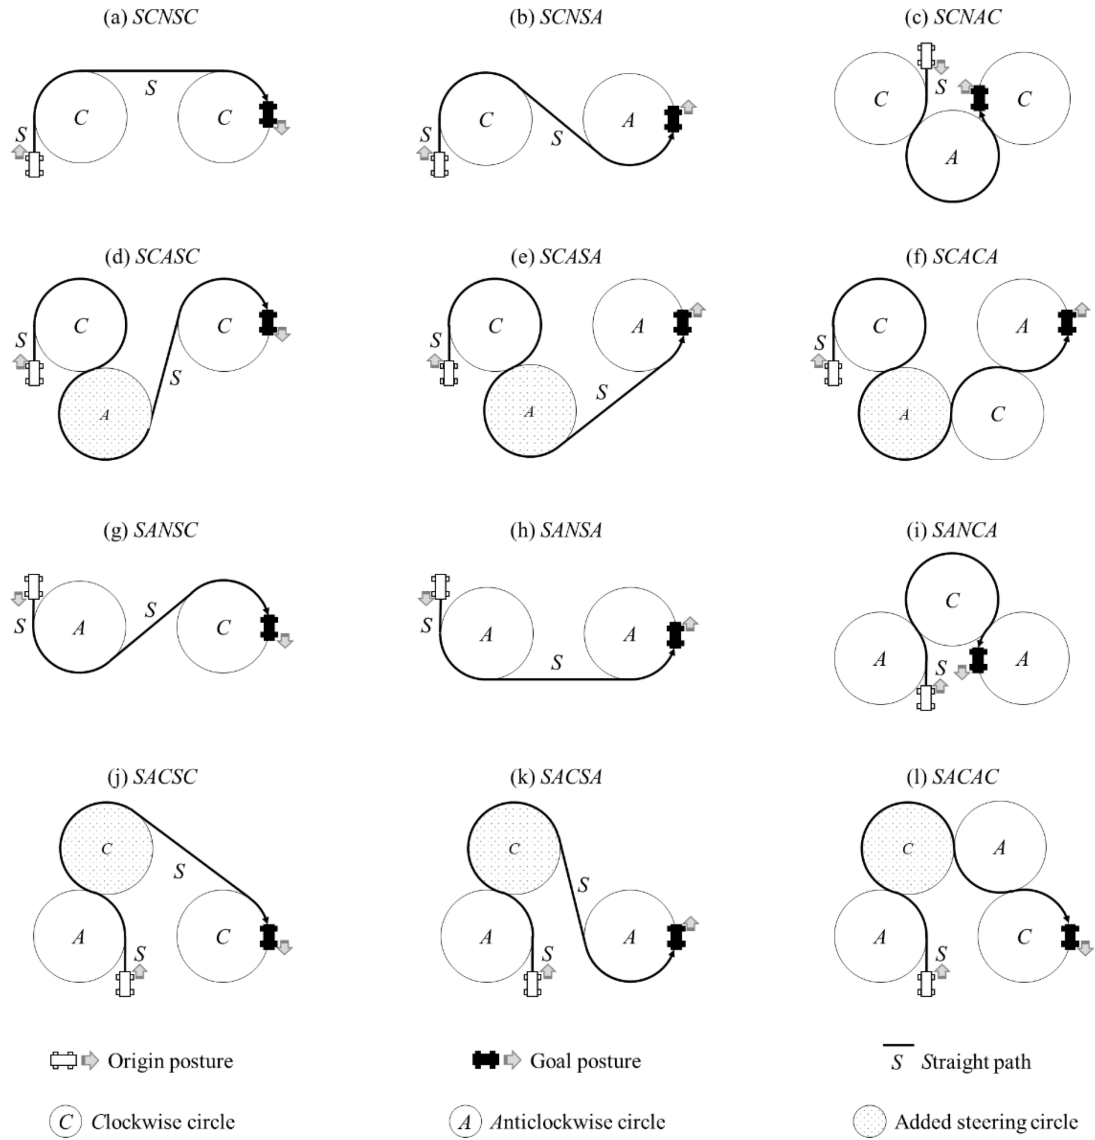 (a) SCNSC
(b) SCNSA
(c) SCNAC
S
C
S
C
S
C
S
A
C
S
C
A
(d) SCASC
(e) SCASA
(f) SCACA
S
C
C
S
A
S
C
A
S
A
S
C
A
A
C
(g) SANSC
(h) SANSA
(i) SANCA
S
A
S
C
S
A
S
A
C
A
S
A
(j) SACSC
(k) SACSA
(l) SACAC
C
S
A
C
S
C
S
A
A
S
C
A
A
C
S
Origin posture
Goal posture
S Straight path
C Clockwise circle
A Anticlockwise circle
Added steering circle